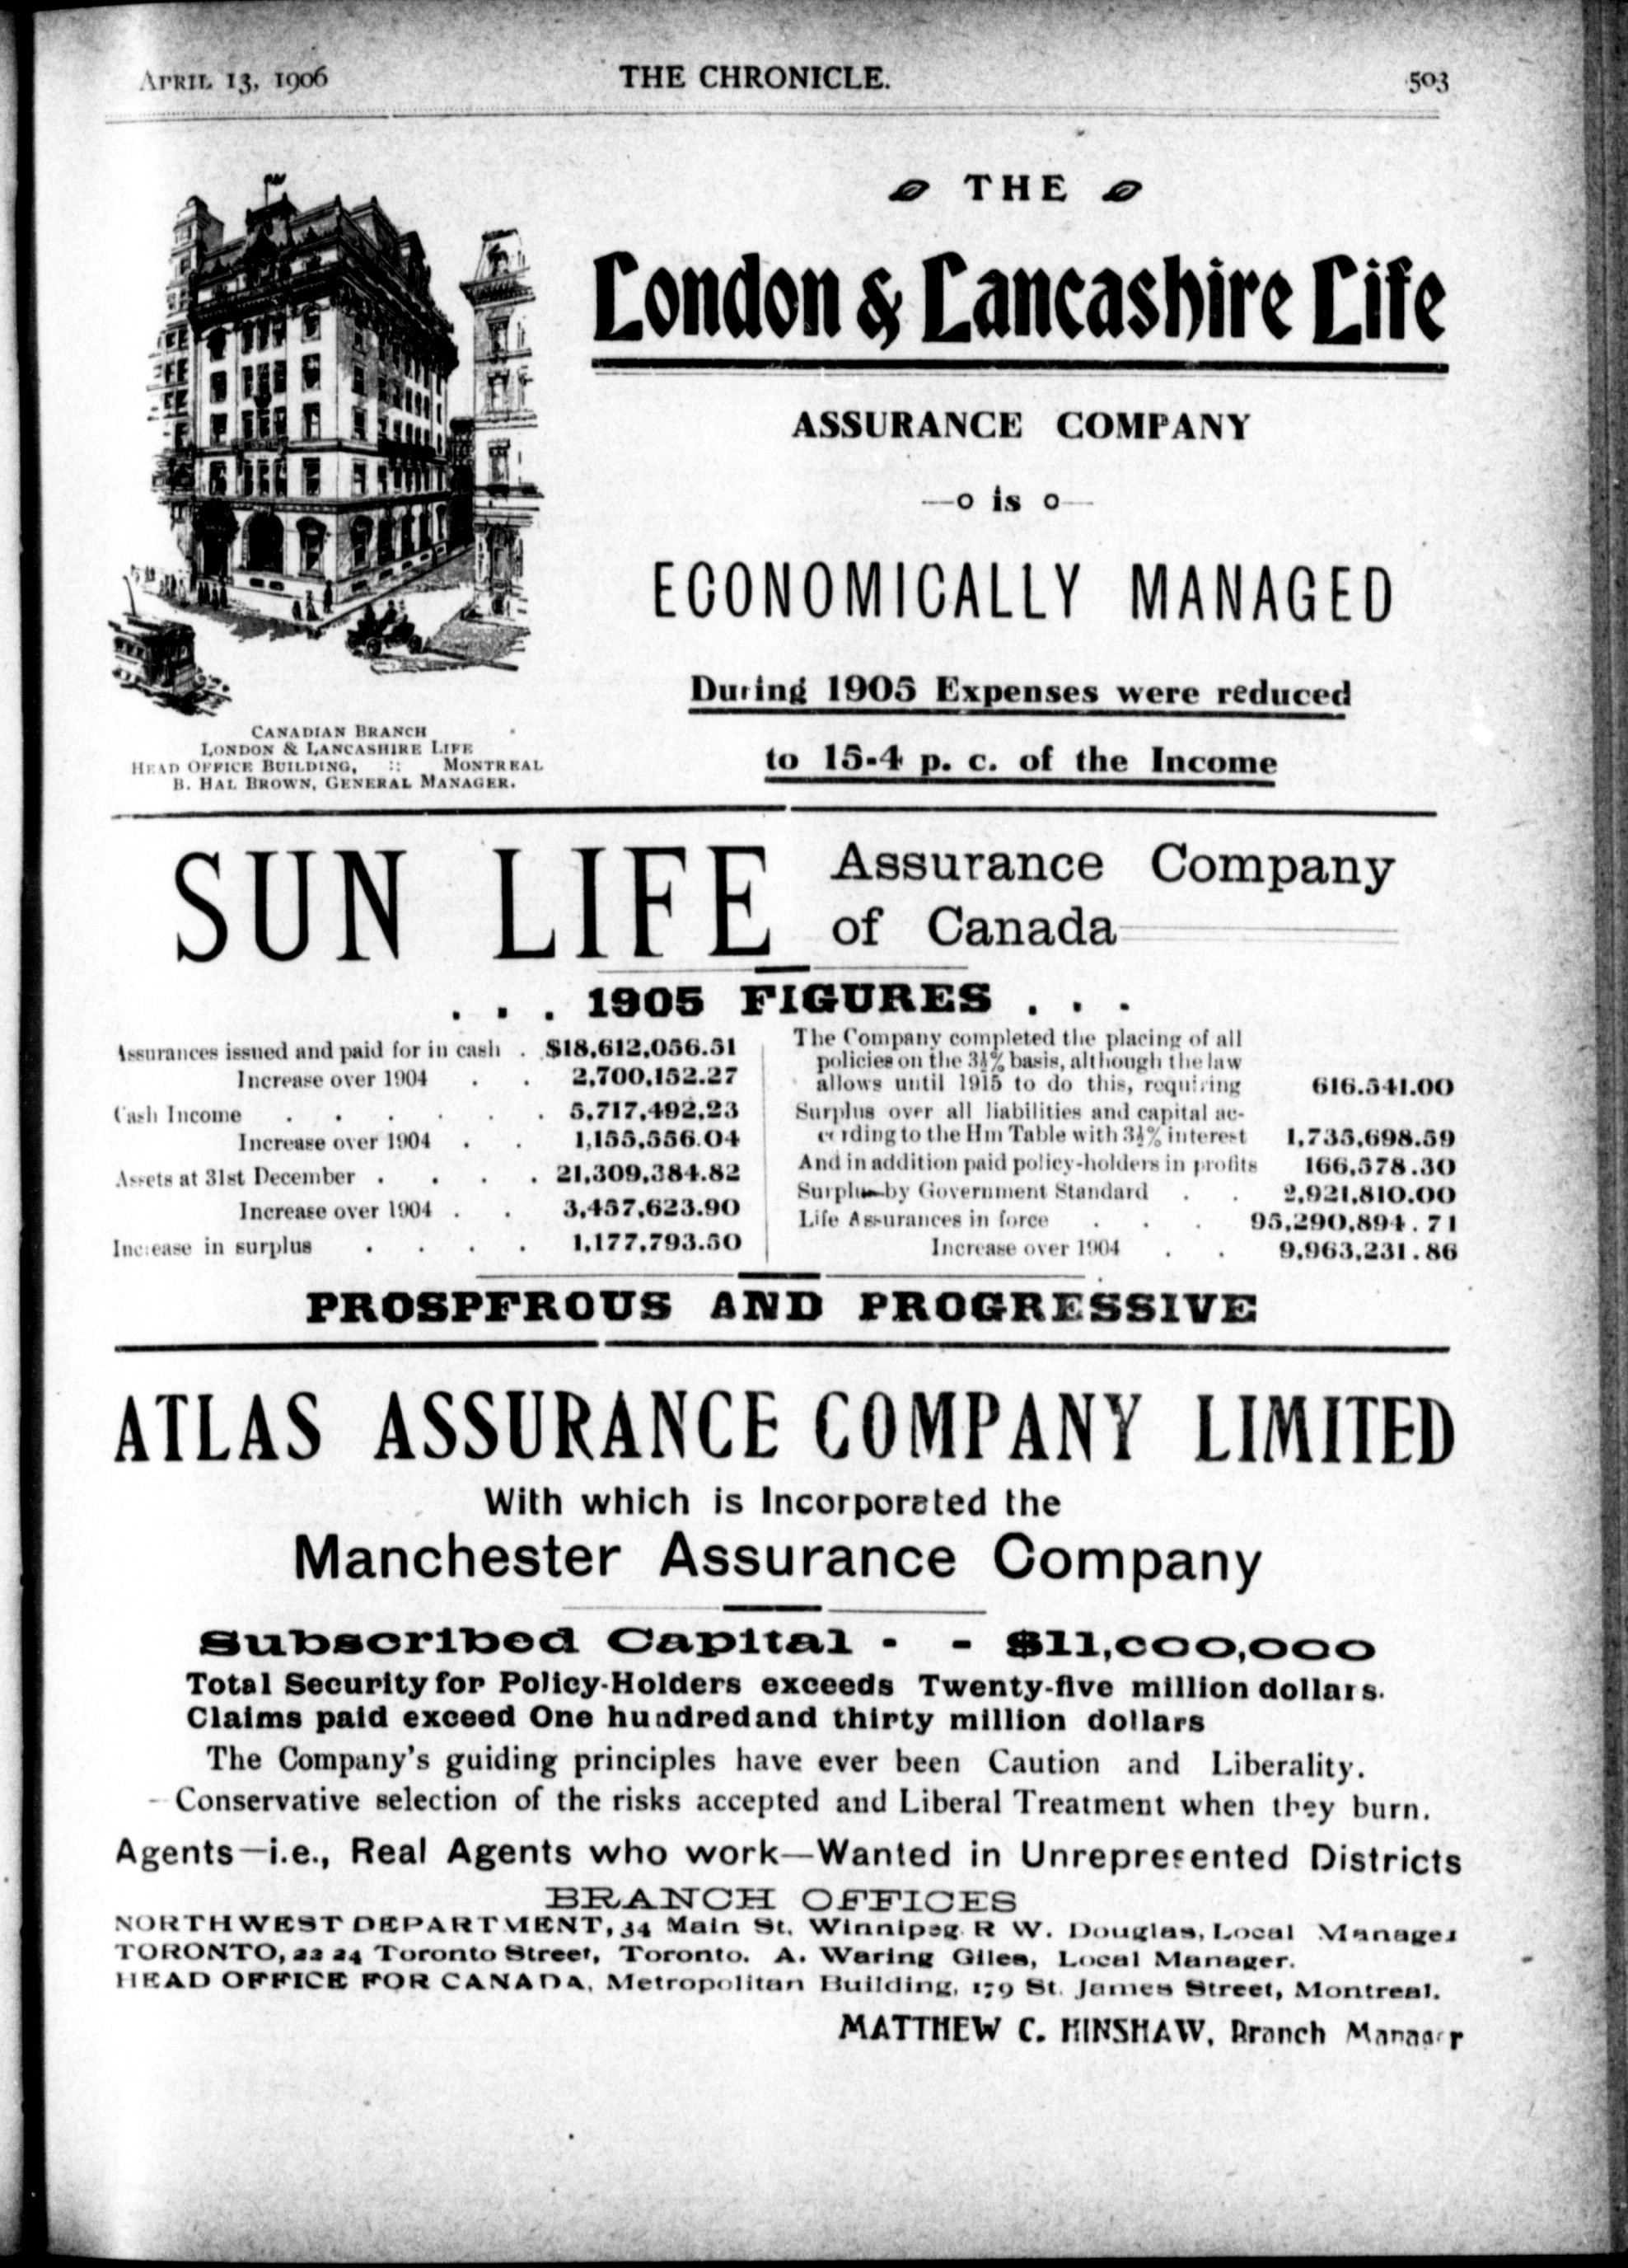 APRIL 13, 1906 THE CHRONICLE. 503
THE
London & Lancashire Life
ASSURANCE COMPANY
—o is o—
ECONOMICALLY MANAGED
During 1905 Expenses were reduced
to 15-4 p. c. of the Income
CANADIAN BRANCH
LONDON & LANCASHIRE LIFE
HEAD OFFICE BUILDING, :: MONTREAL
B. HAL BROWN, GENERAL MANAGER.
SUN LIFE Assurance Company
of Canada
. . . 1905 FIGURES . . .
Assurances issued and paid for in cash . $18,612,056.51
Increase over 1904 . . 2,700,152.27
Cash Income . . . . . . 5,717,492,23
Increase over 1904 . . 1,155,556.04
Assets at 31st December . . . . 21,309,384.82
Increase over 1904 . . 3,457,623.90
Increase in surplus . . . . 1,177,793.50
The Company completed the placing of all
policies on the 3½% basis, although the law
allows until 1915 to do this, requiring 616.541.00
Surplus over all liabilities and capital ac-
cording to the Hm Table with 3½% interest 1,735,698.59
And in addition paid policy-holders in profits 166,578.30
Surplus by Government Standard . . 2,921,810.00
Life Assurances in force . . . 95,290,894.71
Increase over 1904 . . 9,963,231.86
PROSPEROUS AND PROGRESSIVE
ATLAS ASSURANCE COMPANY LIMITED
With which is Incorporated the
Manchester Assurance Company
Subscribed Capital - - $11,000,000
Total Security for Policy-Holders exceeds Twenty-five million dollars.
Claims paid exceed One hundred and thirty million dollars
The Company's guiding principles have ever been Caution and Liberality.
Conservative selection of the risks accepted and Liberal Treatment when they burn.
Agents—i.e., Real Agents who work—Wanted in Unrepresented Districts
BRANCH OFFICES
NORTHWEST DEPARTMENT, 34 Main St. Winnipeg. R W. Douglas, Local Manager
TORONTO, 22 24 Toronto Street, Toronto. A. Waring Giles, Local Manager.
HEAD OFFICE FOR CANADA, Metropolitan Building, 179 St. James Street, Montreal.
MATTHEW C. HINSHAW, Branch Manager